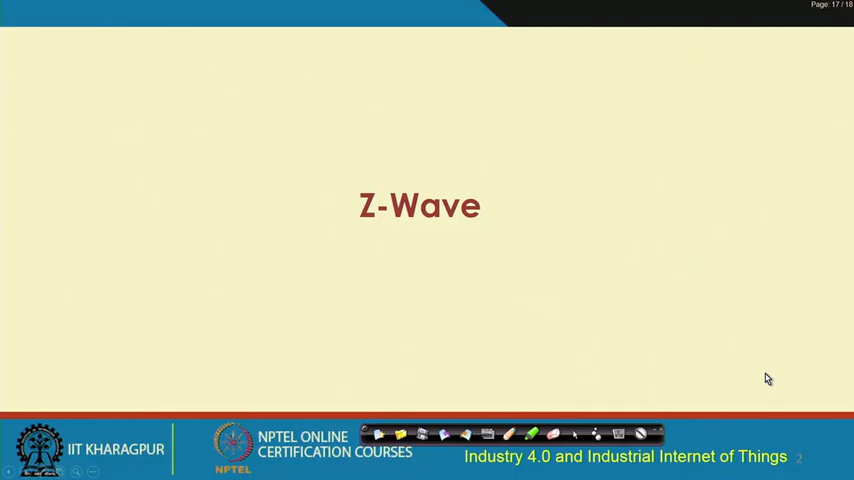 Page: 17 / 18
Z-Wave
IIT KHARAGPUR
NPTEL
NPTEL ONLINE
CERTIFICATION COURSES
Industry 4.0 and Industrial Internet of Things
2